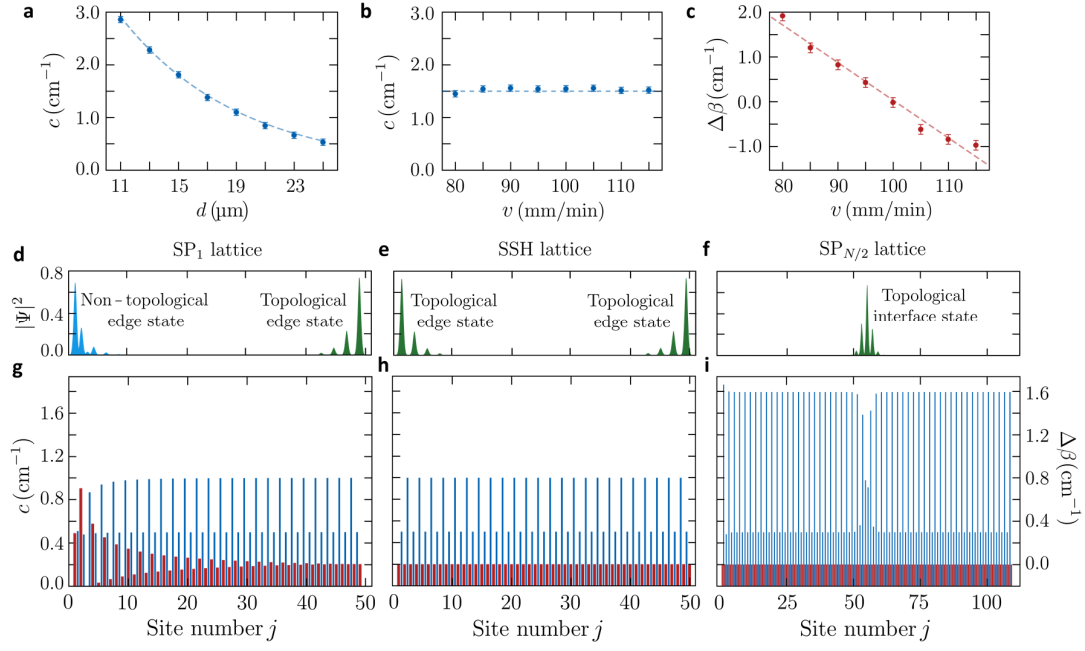 a
b
c
3.0
2.0
1.0
0.0
c (cm⁻¹)
11
15
19
23
d (µm)
3.0
2.0
1.0
0.0
c (cm⁻¹)
80
90
100
110
v (mm/min)
2.0
1.0
0.0
−1.0
Δβ (cm⁻¹)
80
90
100
110
v (mm/min)
d
SP₁ lattice
e
SSH lattice
f
SP_{N/2} lattice
0.8
0.4
0.0
|Ψ|²
Non-topological
edge state
Topological
edge state
Topological
edge state
Topological
edge state
Topological
interface state
g
h
i
1.6
1.2
0.8
0.4
0.0
c (cm⁻¹)
0 10 20 30 40 50
Site number j
0 10 20 30 40 50
Site number j
0 25 50 75 100
Site number j
1.6
1.2
0.8
0.4
0.0
Δβ (cm⁻¹)